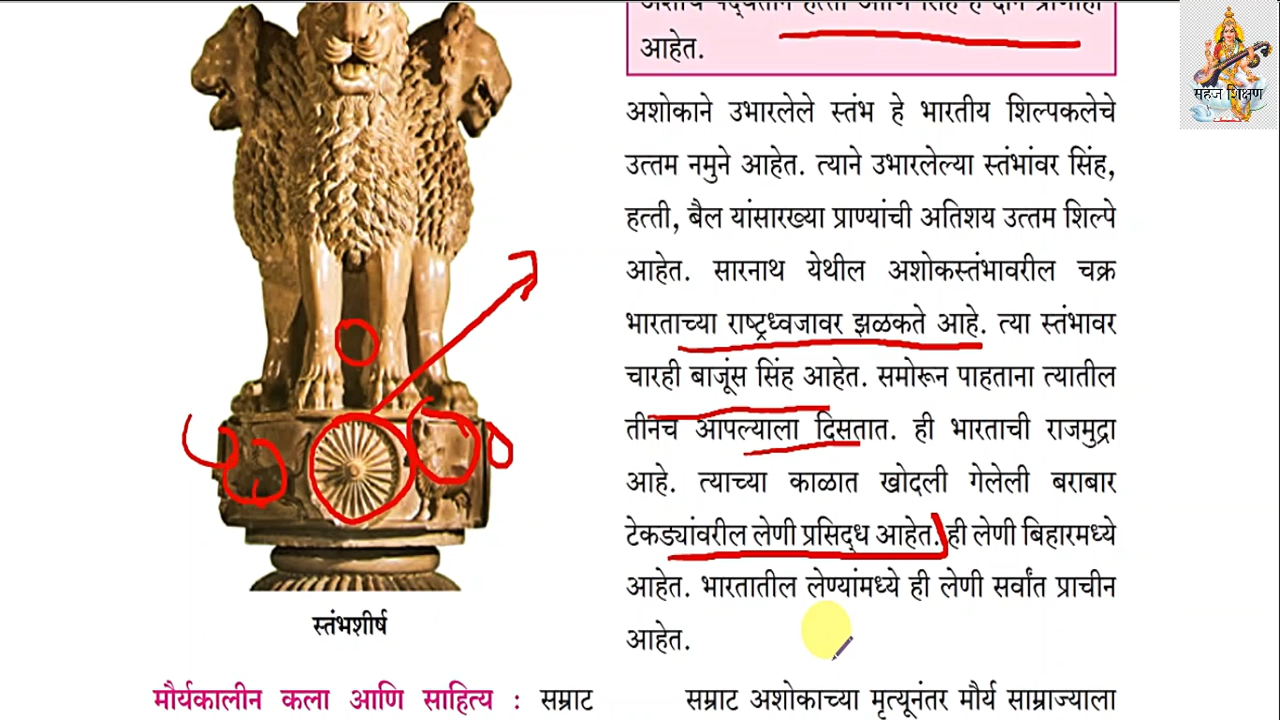 आहेत.
सहज शिक्षण
अशोकाने उभारलेले स्तंभ हे भारतीय शिल्पकलेचे
उत्तम नमुने आहेत. त्याने उभारलेल्या स्तंभांवर सिंह,
हत्ती, बैल यांसारख्या प्राण्यांची अतिशय उत्तम शिल्पे
आहेत. सारनाथ येथील अशोकस्तंभावरील चक्र
भारताच्या राष्ट्रध्वजावर झळकते आहे. त्या स्तंभावर
चारही बाजूंस सिंह आहेत. समोरून पाहताना त्यातील
तीनच आपल्याला दिसतात. ही भारताची राजमुद्रा
आहे. त्याच्या काळात खोदली गेलेली बराबार
टेकड्यांवरील लेणी प्रसिद्ध आहेत. ही लेणी बिहारमध्ये
आहेत. भारतातील लेण्यांमध्ये ही लेणी सर्वांत प्राचीन
आहेत.
स्तंभशीर्ष
मौर्यकालीन कला आणि साहित्य : सम्राट
सम्राट अशोकाच्या मृत्यूनंतर मौर्य साम्राज्याला